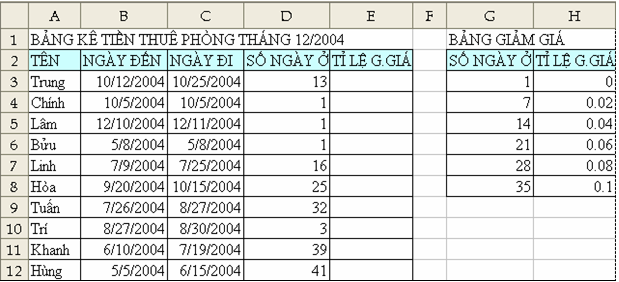 A B C D E F G H
1 BẢNG KÊ TIỀN THUÊ PHÒNG THÁNG 12/2004 BẢNG GIẢM GIÁ
2 TÊN NGÀY ĐẾN NGÀY ĐI SỐ NGÀY Ở TỈ LỆ G.GIÁ SỐ NGÀY Ở TỈ LỆ G.GIÁ
3 Trung 10/12/2004 10/25/2004 13 1 0
4 Chính 10/5/2004 10/5/2004 1 7 0.02
5 Lâm 12/10/2004 12/11/2004 1 14 0.04
6 Bửu 5/8/2004 5/8/2004 1 21 0.06
7 Linh 7/9/2004 7/25/2004 16 28 0.08
8 Hòa 9/20/2004 10/15/2004 25 35 0.1
9 Tuấn 7/26/2004 8/27/2004 32
10 Trí 8/27/2004 8/30/2004 3
11 Khanh 6/10/2004 7/19/2004 39
12 Hùng 5/5/2004 6/15/2004 41